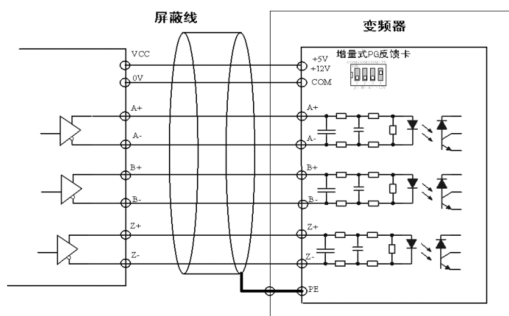 屏蔽线
变频器
VCC
+5V
+12V
增量式PG反馈卡
0V
COM
A+
A+
A-
A-
B+
B+
B-
B-
Z+
Z+
Z-
Z-
PE